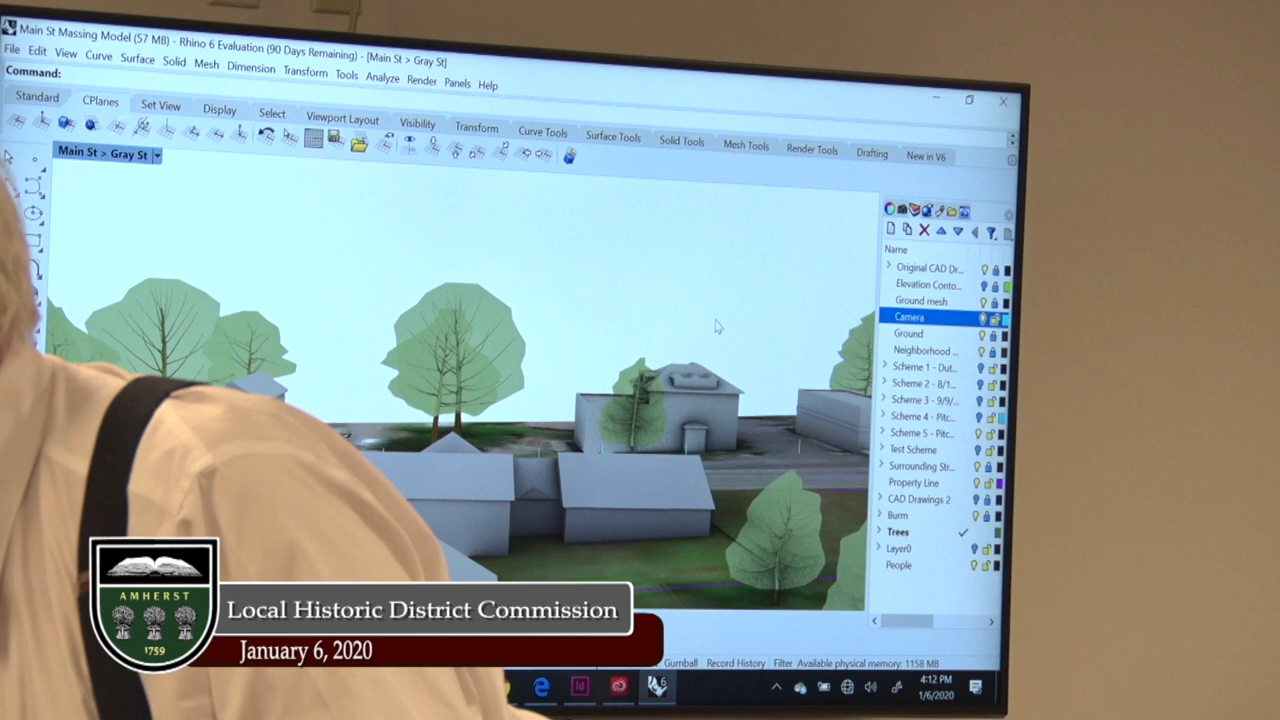 Main St Massing Model (57 MB) - Rhino 6 Evaluation (90 Days Remaining) - [Main St > Gray St]
File Edit View Curve Surface Solid Mesh Dimension Transform Tools Analyze Render Panels Help
Command:
Standard CPlanes Set View Display Select Viewport Layout Visibility Transform Curve Tools Surface Tools Solid Tools Mesh Tools Render Tools Drafting New in V6
Main St > Gray St
Name
Original CAD Dr...
Elevation Conto...
Ground mesh
Camera
Ground
Neighborhood ...
Scheme 1 - Dut...
Scheme 2 - 8/1...
Scheme 3 - 9/9/...
Scheme 4 - Pitc...
Scheme 5 - Pitc...
Test Scheme
Surrounding Str...
Property Line
CAD Drawings 2
Burm
Trees
Layer0
People
Gumball Record History Filter Available physical memory: 1158 MB
4:12 PM
1/6/2020
AMHERST
1759
Local Historic District Commission
January 6, 2020